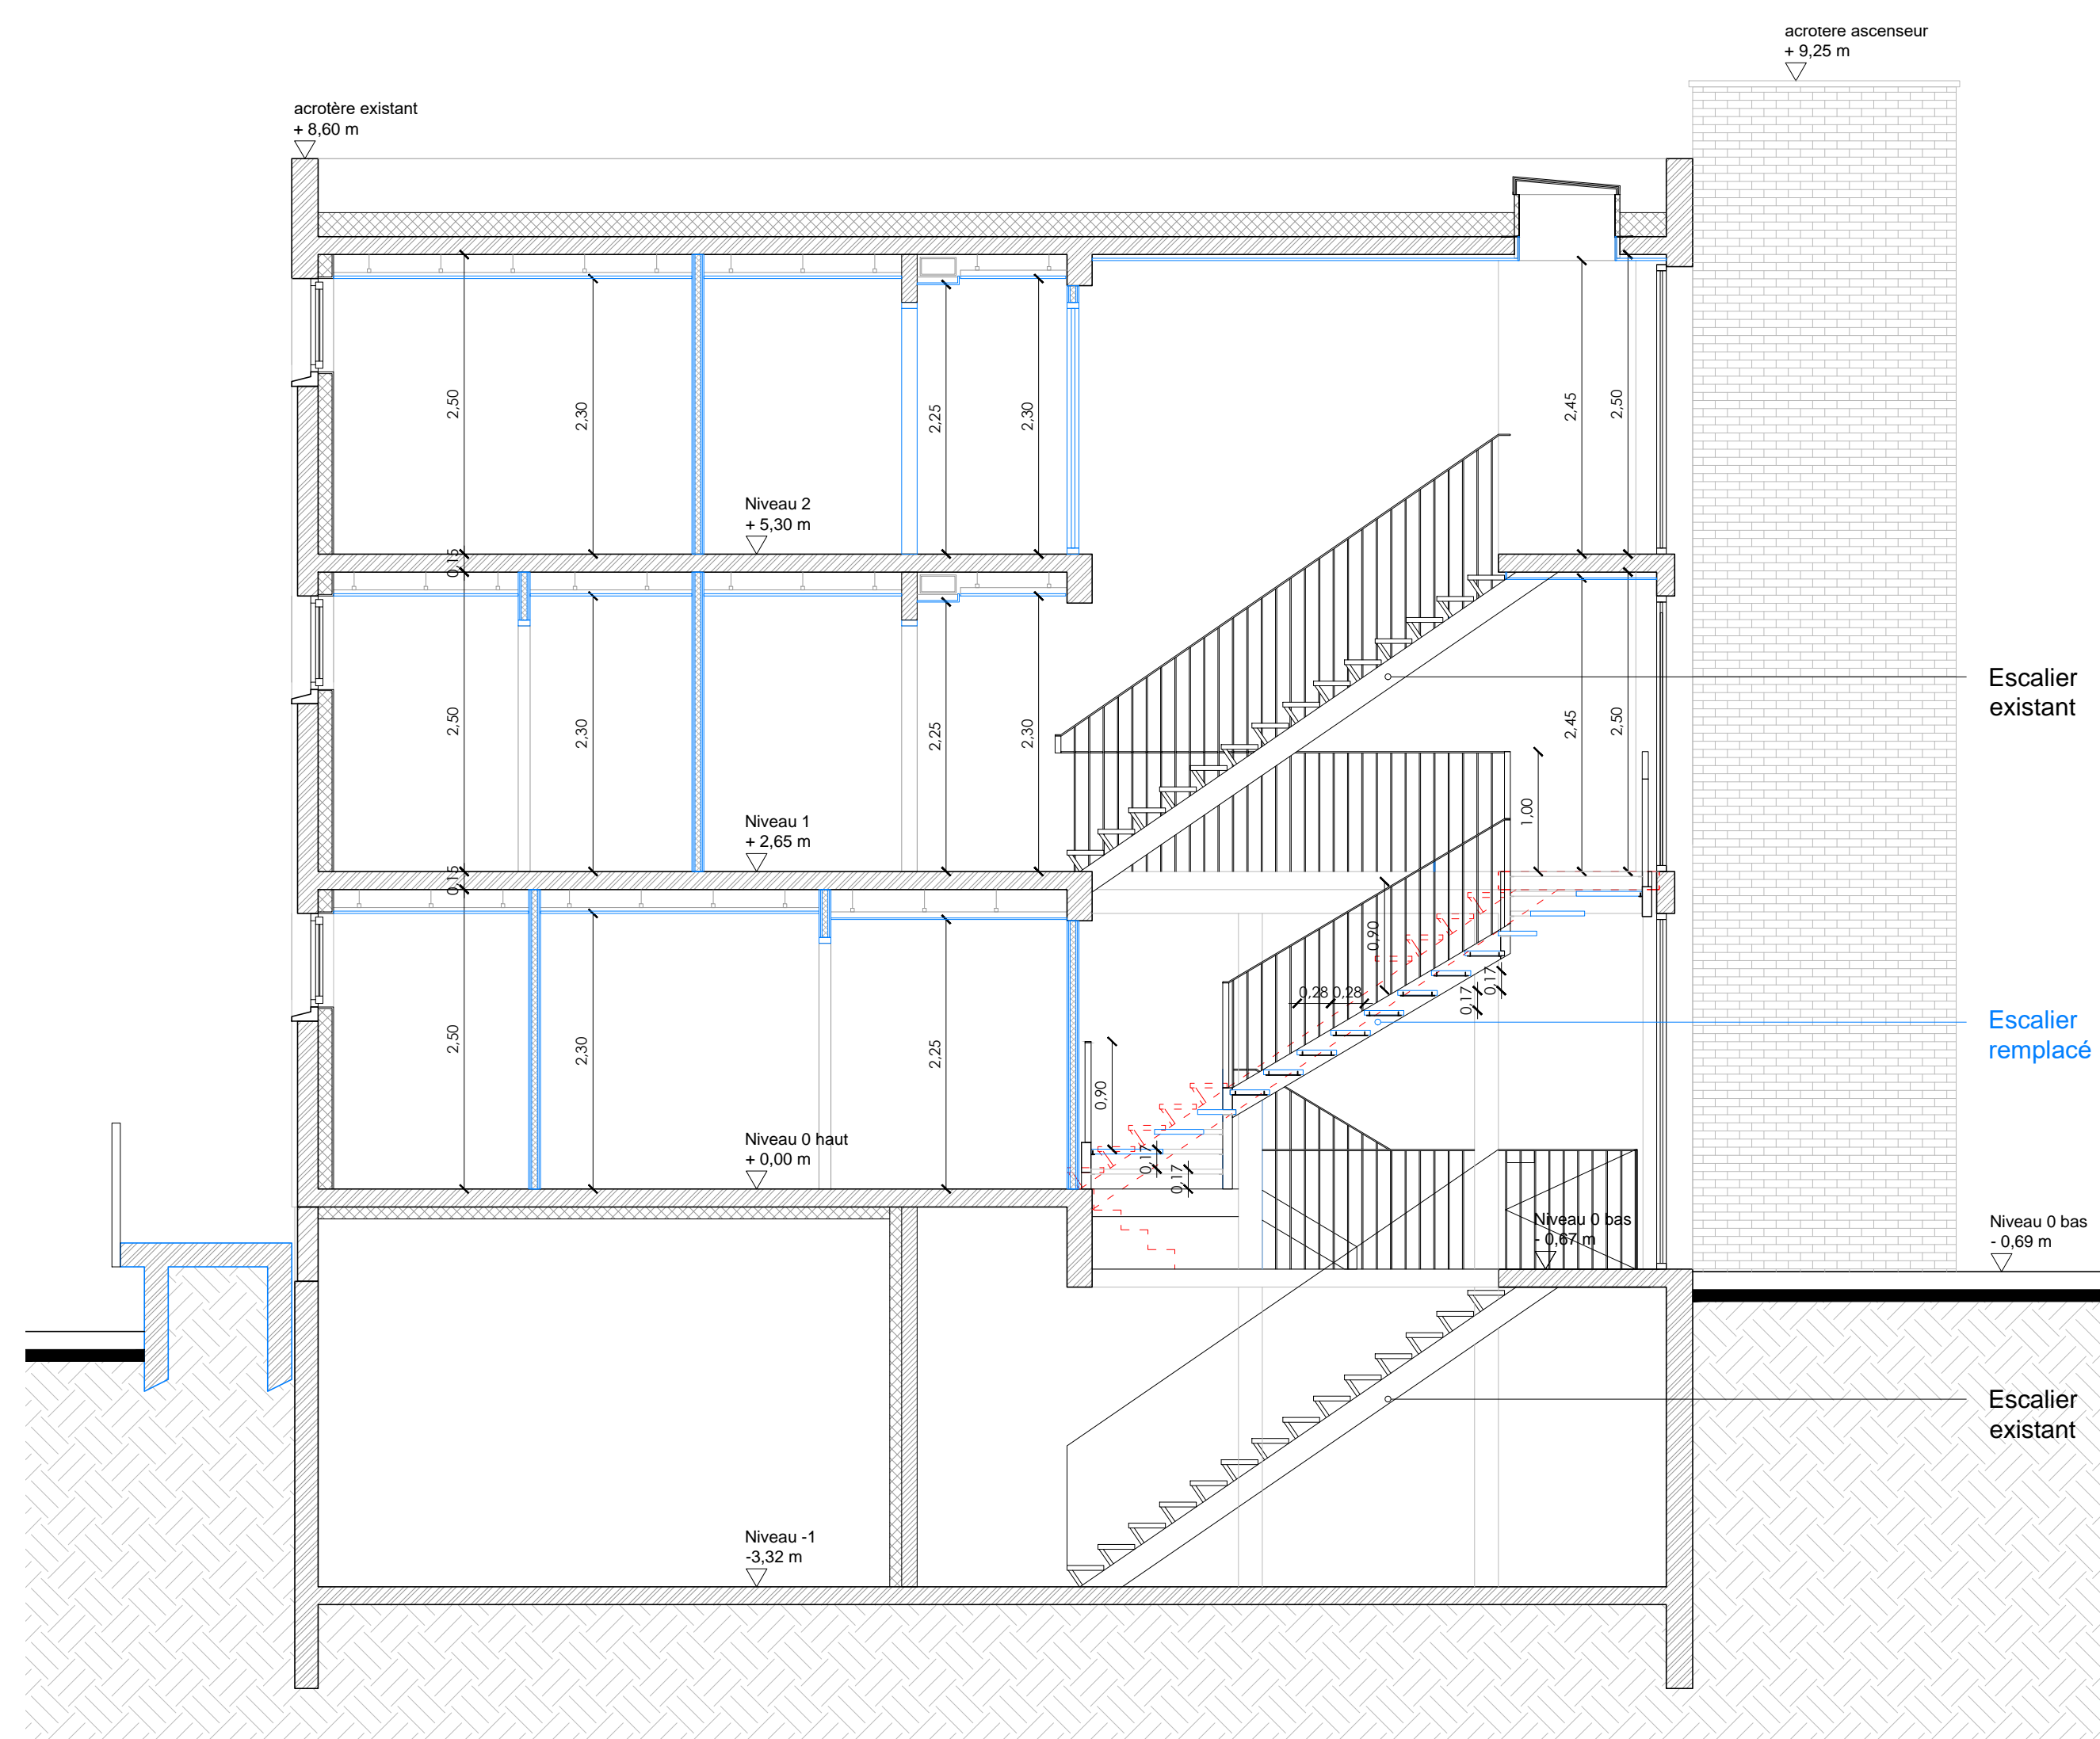 acrotere ascenseur
+ 9,25 m
acrotère existant
+ 8,60 m
2,50
2,30
2,25
2,30
2,45
2,50
Niveau 2
+ 5,30 m
0,15
2,50
2,30
2,25
2,30
2,45
2,50
Escalier
existant
1,00
Niveau 1
+ 2,65 m
0,15
0,90
0,28
0,28
0,17
0,17
2,50
2,30
2,25
Escalier
remplacé
0,90
Niveau 0 haut
+ 0,00 m
0,17
0,17
Niveau 0 bas
- 0,67 m
Niveau 0 bas
- 0,69 m
Escalier
existant
Niveau -1
-3,32 m